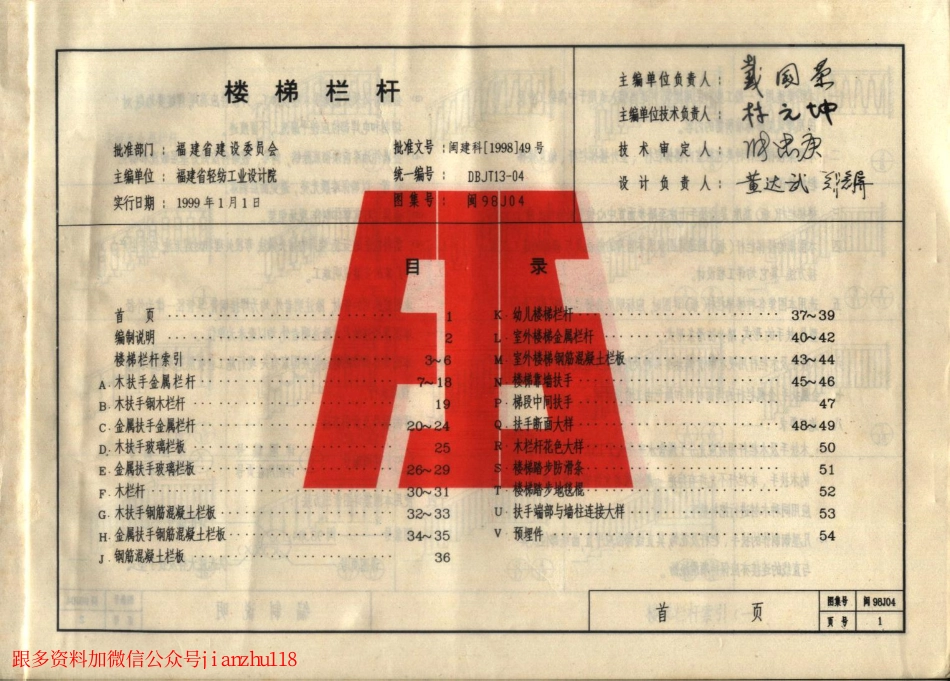 楼梯栏杆
批准部门：福建省建设委员会
主编单位：福建省轻纺工业设计院
实行日期：1999年1月1日
批准文号：闽建科[1998]49号
统一编号：DBJT13-04
图集号：闽98J04
主编单位负责人：
主编单位技术负责人：林元坤
技术审定人：
设计负责人：黄达武
目录
首页 1
编制说明 2
楼梯栏杆索引 3~6
A. 木扶手金属栏杆 7~18
B. 木扶手钢木栏杆 19
C. 金属扶手金属栏杆 20~24
D. 木扶手玻璃栏板 25
E. 金属扶手玻璃栏板 26~29
F. 木栏杆 30~31
G. 木扶手钢筋混凝土栏板 32~33
H. 金属扶手钢筋混凝土栏板 34~35
J 钢筋混凝土栏板 36
K 幼儿楼梯栏杆 37~39
L 室外楼梯金属栏杆 40~42
M 室外楼梯钢筋混凝土栏板 43~44
N 楼梯靠墙扶手 45~46
P 梯段中间扶手 47
Q 扶手断面大样 48~49
R 木栏杆花色大样 50
S 楼梯踏步防滑条 51
T 楼梯踏步地毯棍 52
U 扶手端部与墙柱连接大样 53
V 预埋件 54
首页
图集号 闽98J04
页号 1
跟多资料加微信公众号jianzhu118